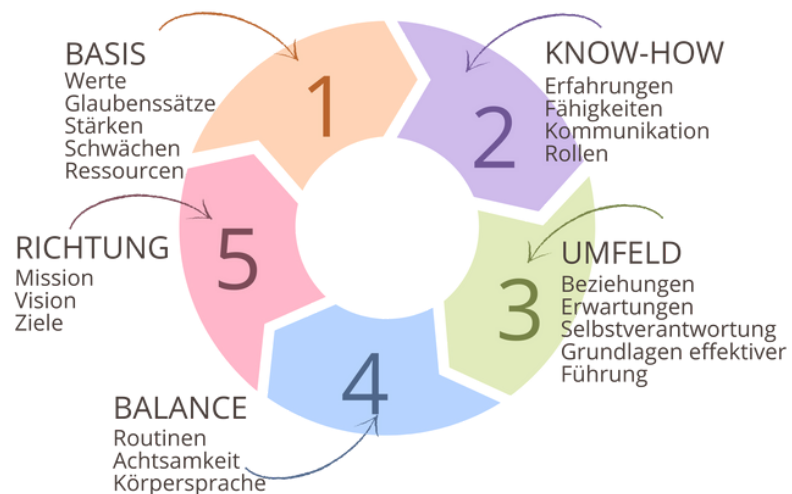 1
BASIS
Werte
Glaubenssätze
Stärken
Schwächen
Ressourcen
2
KNOW-HOW
Erfahrungen
Fähigkeiten
Kommunikation
Rollen
3
UMFELD
Beziehungen
Erwartungen
Selbstverantwortung
Grundlagen effektiver
Führung
4
BALANCE
Routinen
Achtsamkeit
Körpersprache
5
RICHTUNG
Mission
Vision
Ziele